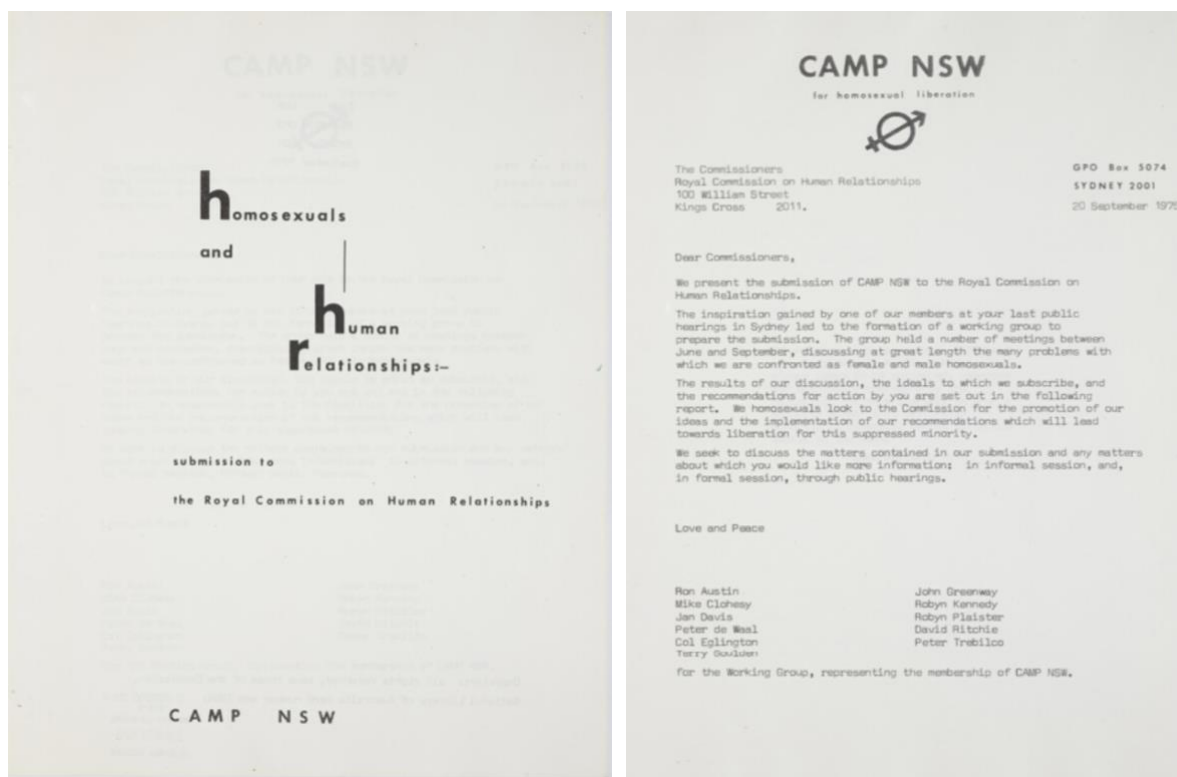 homosexuals
and
human
relationships:-
submission to
the Royal Commission on Human Relationships
CAMP NSW
CAMP NSW
for homosexual liberation
The Commissioners
Royal Commission on Human Relationships
100 William Street
Kings Cross 2011.
GPO Box 5074
SYDNEY 2001
20 September 1975
Dear Commissioners,
We present the submission of CAMP NSW to the Royal Commission on
Human Relationships.
The inspiration gained by one of our members at your last public
hearings in Sydney led to the formation of a working group to
prepare the submission. The group held a number of meetings between
June and September, discussing at great length the many problems with
which we are confronted as female and male homosexuals.
The results of our discussion, the ideals to which we subscribe, and
the recommendations for action by you are set out in the following
report. We homosexuals look to the Commission for the promotion of our
ideas and the implementation of our recommendations which will lead
towards liberation for this suppressed minority.
We seek to discuss the matters contained in our submission and any matters
about which you would like more information: in informal session, and,
in formal session, through public hearings.
Love and Peace
Ron Austin
Mike Clohesy
Jan Davis
Peter de Waal
Col Eglington
Terry Goulden
John Greenway
Robyn Kennedy
Robyn Plaister
David Ritchie
Peter Trebilco
for the Working Group, representing the membership of CAMP NSW.